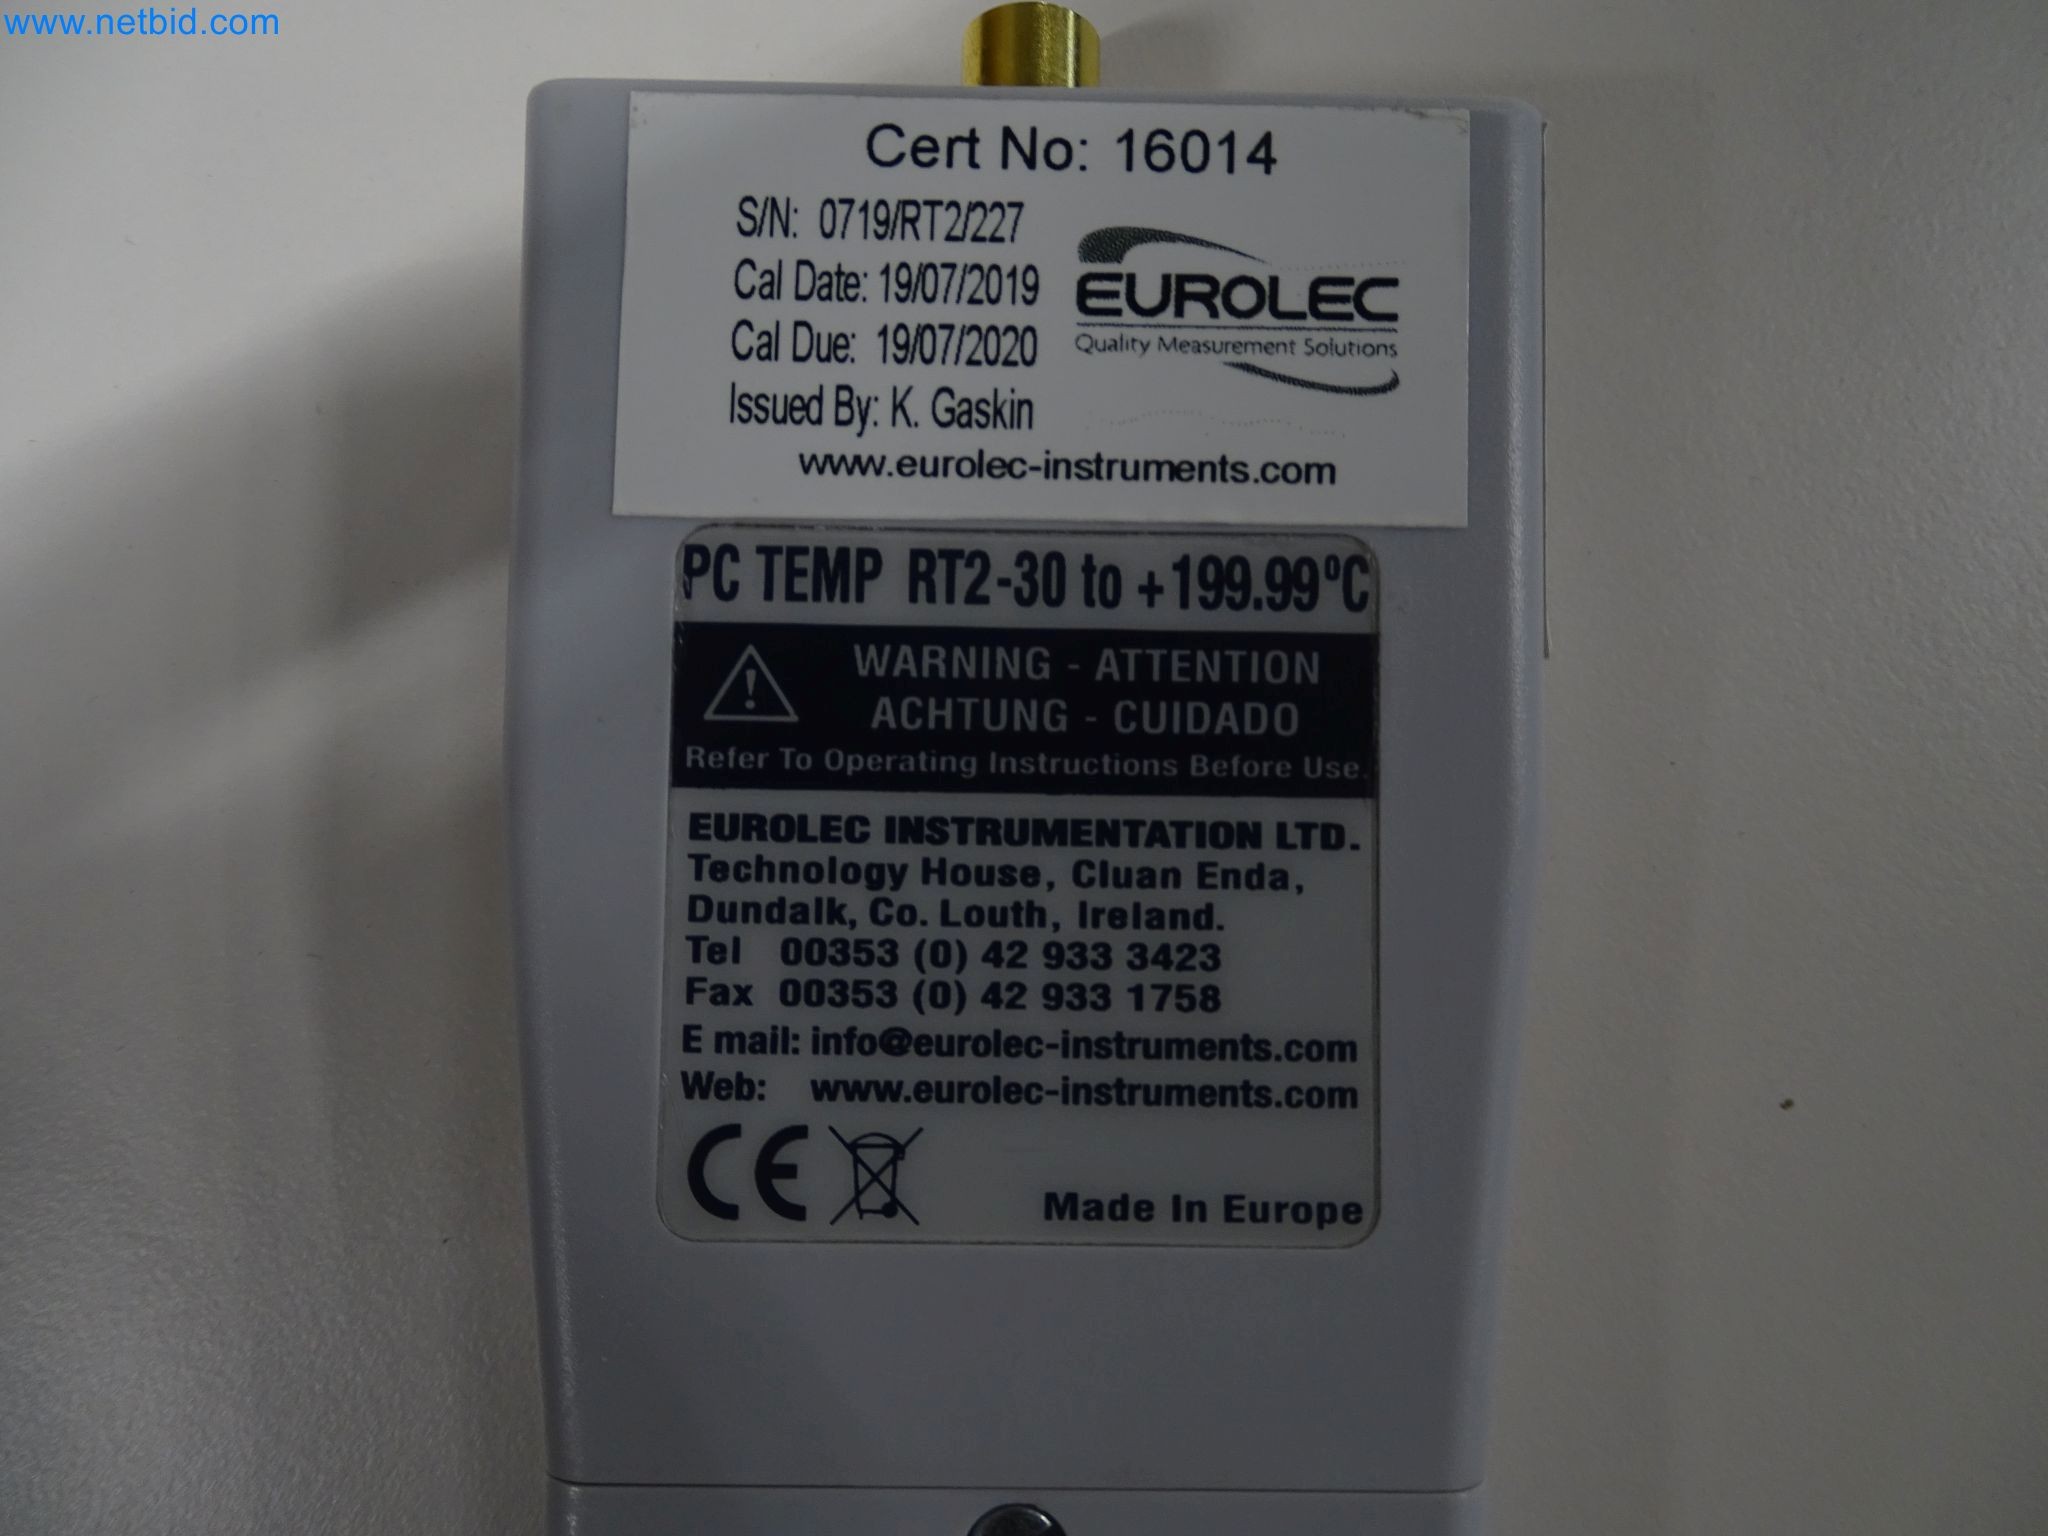 www.netbid.com
Cert No: 16014
S/N: 0719/RT2/227
Cal Date: 19/07/2019
Cal Due: 19/07/2020
Issued By: K. Gaskin
EUROLEC
Quality Measurement Solutions
www.eurolec-instruments.com
PC TEMP RT2-30 to +199.99ºC
WARNING - ATTENTION
ACHTUNG - CUIDADO
Refer To Operating Instructions Before Use.
EUROLEC INSTRUMENTATION LTD.
Technology House, Cluan Enda,
Dundalk, Co. Louth, Ireland.
Tel 00353 (0) 42 933 3423
Fax 00353 (0) 42 933 1758
E mail: info@eurolec-instruments.com
Web: www.eurolec-instruments.com
CE
Made In Europe